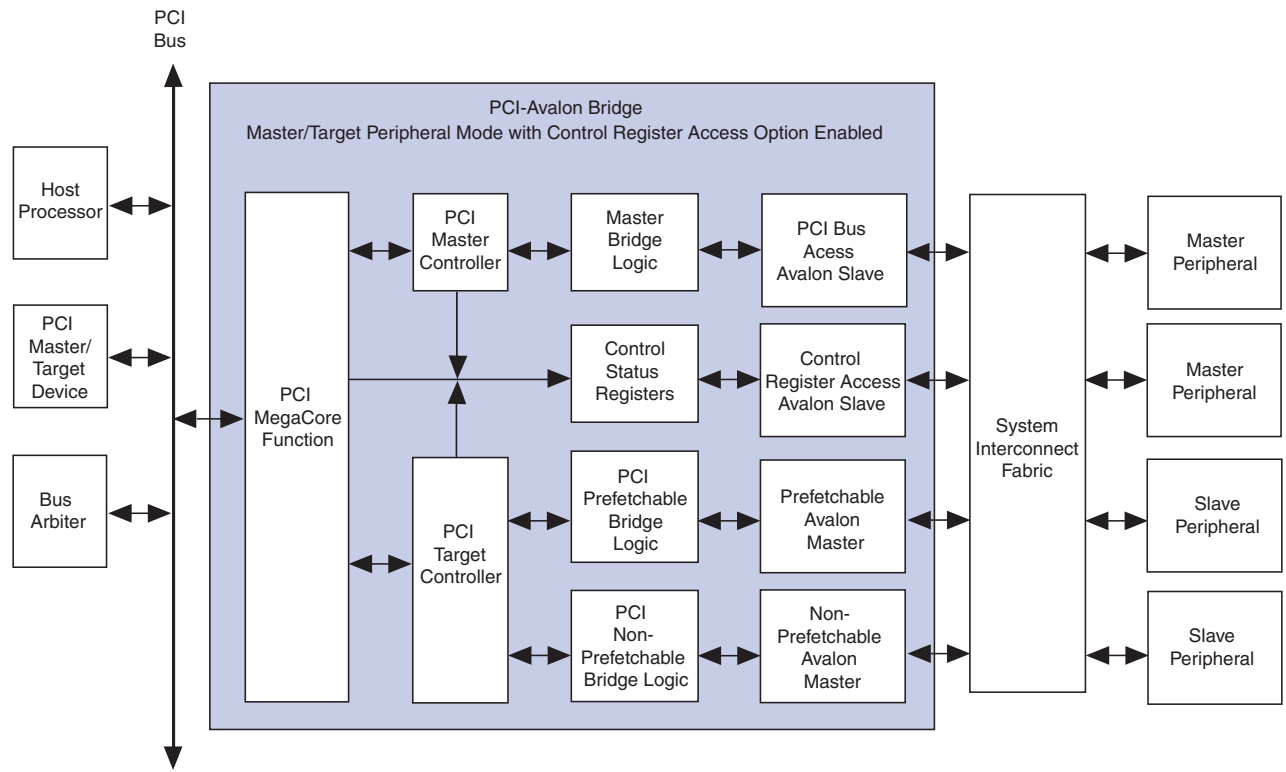 PCI
Bus
PCI-Avalon Bridge
Master/Target Peripheral Mode with Control Register Access Option Enabled
Host
Processor
PCI
Master/
Target
Device
Bus
Arbiter
PCI
MegaCore
Function
PCI
Master
Controller
Master
Bridge
Logic
PCI Bus
Acess
Avalon Slave
Control
Status
Registers
Control
Register Access
Avalon Slave
PCI
Target
Controller
PCI
Prefetchable
Bridge
Logic
Prefetchable
Avalon
Master
PCI
Non-
Prefetchable
Bridge Logic
Non-
Prefetchable
Avalon
Master
System
Interconnect
Fabric
Master
Peripheral
Master
Peripheral
Slave
Peripheral
Slave
Peripheral